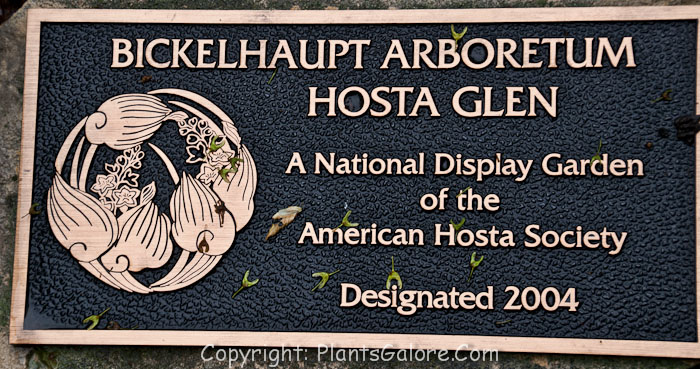 BICKELHAUPT ARBORETUM
HOSTA GLEN
A National Display Garden
of the
American Hosta Society
Designated 2004
Copyright: PlantsGalore.Com